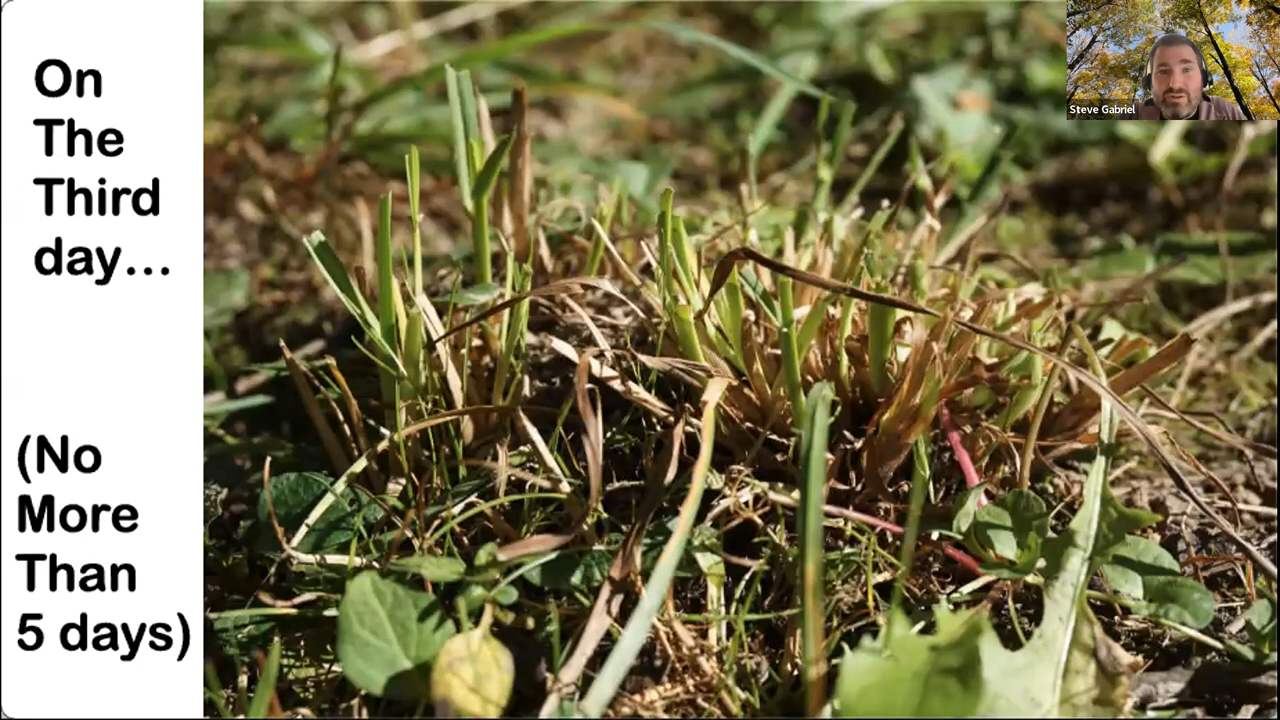 On
The
Third
day...
(No
More
Than
5 days)
Steve Gabriel